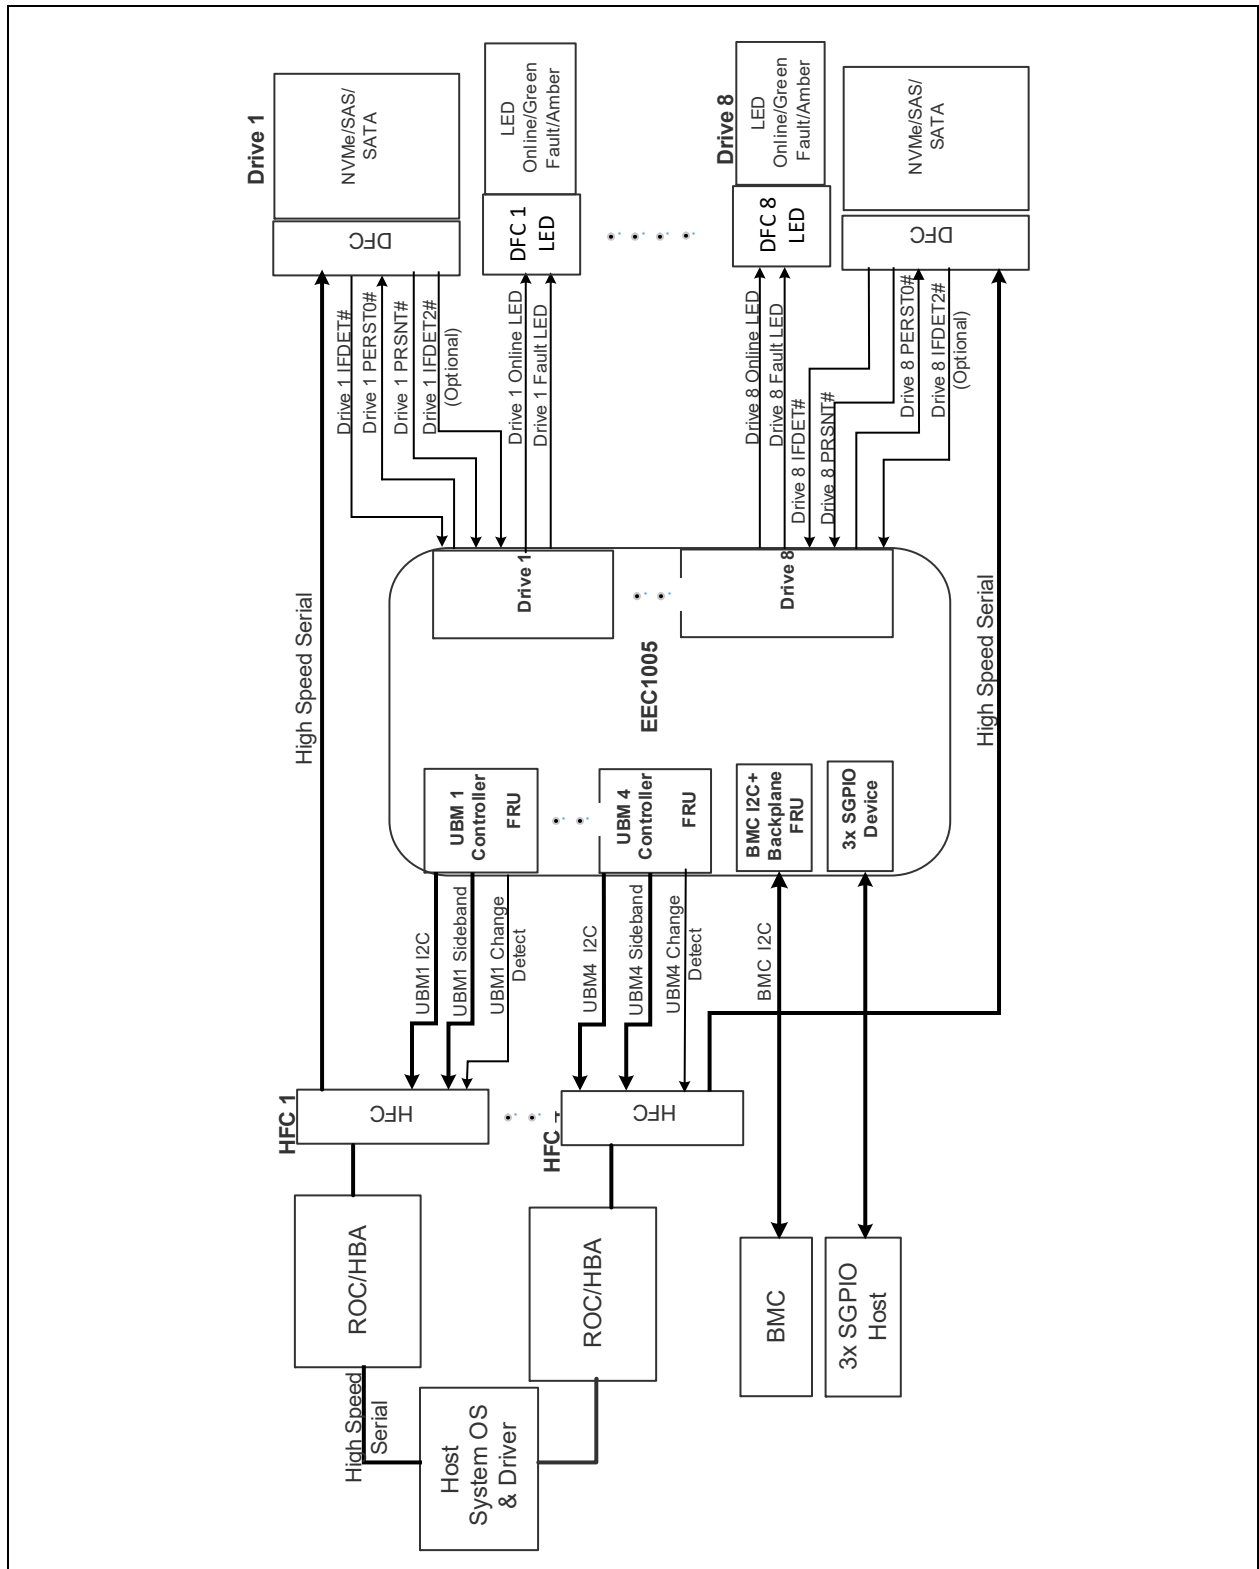 Drive 1
NVMe/SAS/
SATA
DFC
LED
Online/Green
Fault/Amber
DFC 1
LED
Drive 8
LED
Online/Green
Fault/Amber
DFC 8
LED
NVMe/SAS/
SATA
DFC
High Speed Serial
Drive 1 IFDET#
Drive 1 PERST0#
Drive 1 PRSNT#
Drive 1 IFDET2#
(Optional)
Drive 1 Online LED
Drive 1 Fault LED
Drive 8 Online LED
Drive 8 Fault LED
Drive 8 IFDET#
Drive 8 PRSNT#
Drive 8 PERST0#
Drive 8 IFDET2#
(Optional)
High Speed Serial
Drive 1
Drive 8
EEC1005
UBM 1
Controller
FRU
UBM 4
Controller
FRU
BMC I2C+
Backplane
FRU
3x SGPIO
Device
UBM1 I2C
UBM1 Sideband
UBM1 Change
Detect
UBM4 I2C
UBM4 Sideband
UBM4 Change
Detect
BMC I2C
HFC 1
HFC
HFC
HFC
ROC/HBA
ROC/HBA
BMC
3x SGPIO
Host
High Speed
Serial
Host
System OS
& Driver